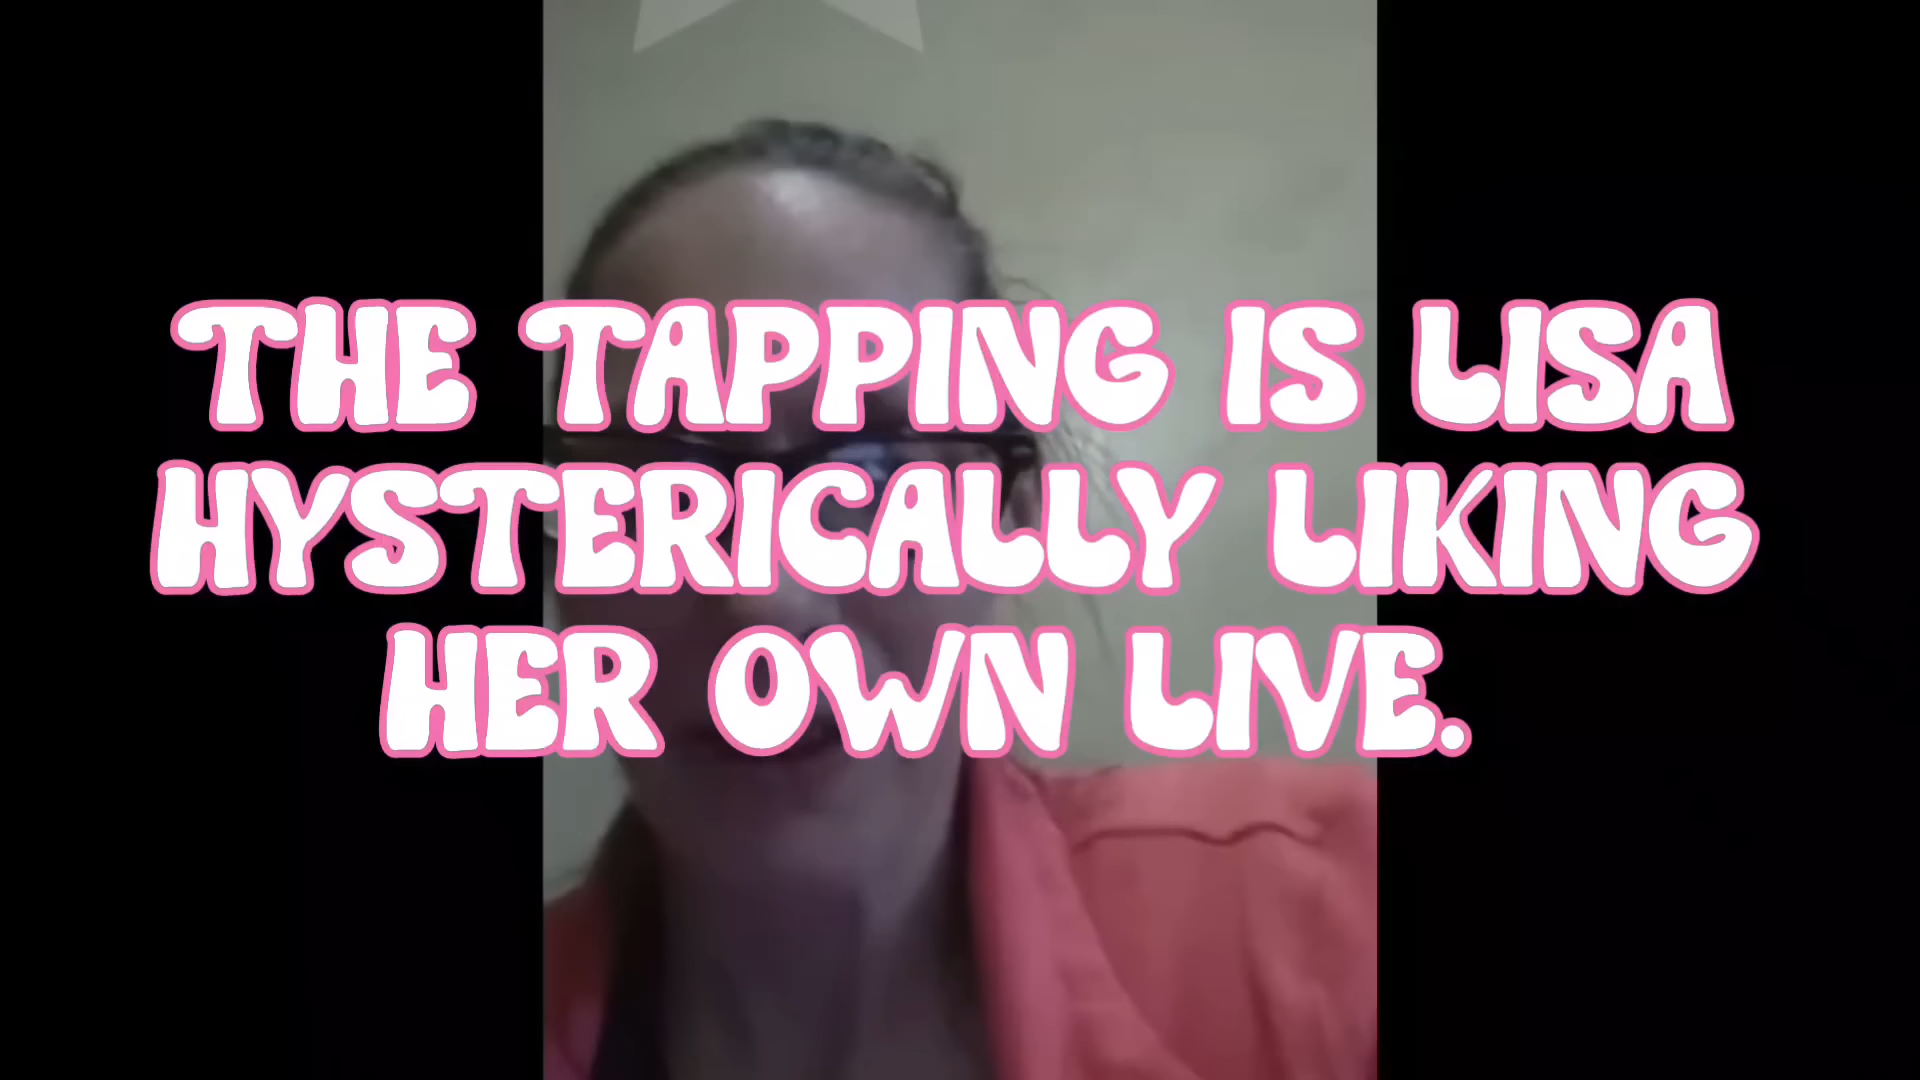 THE TAPPING IS LISA
HYSTERICALLY LIKING
HER OWN LIVE.